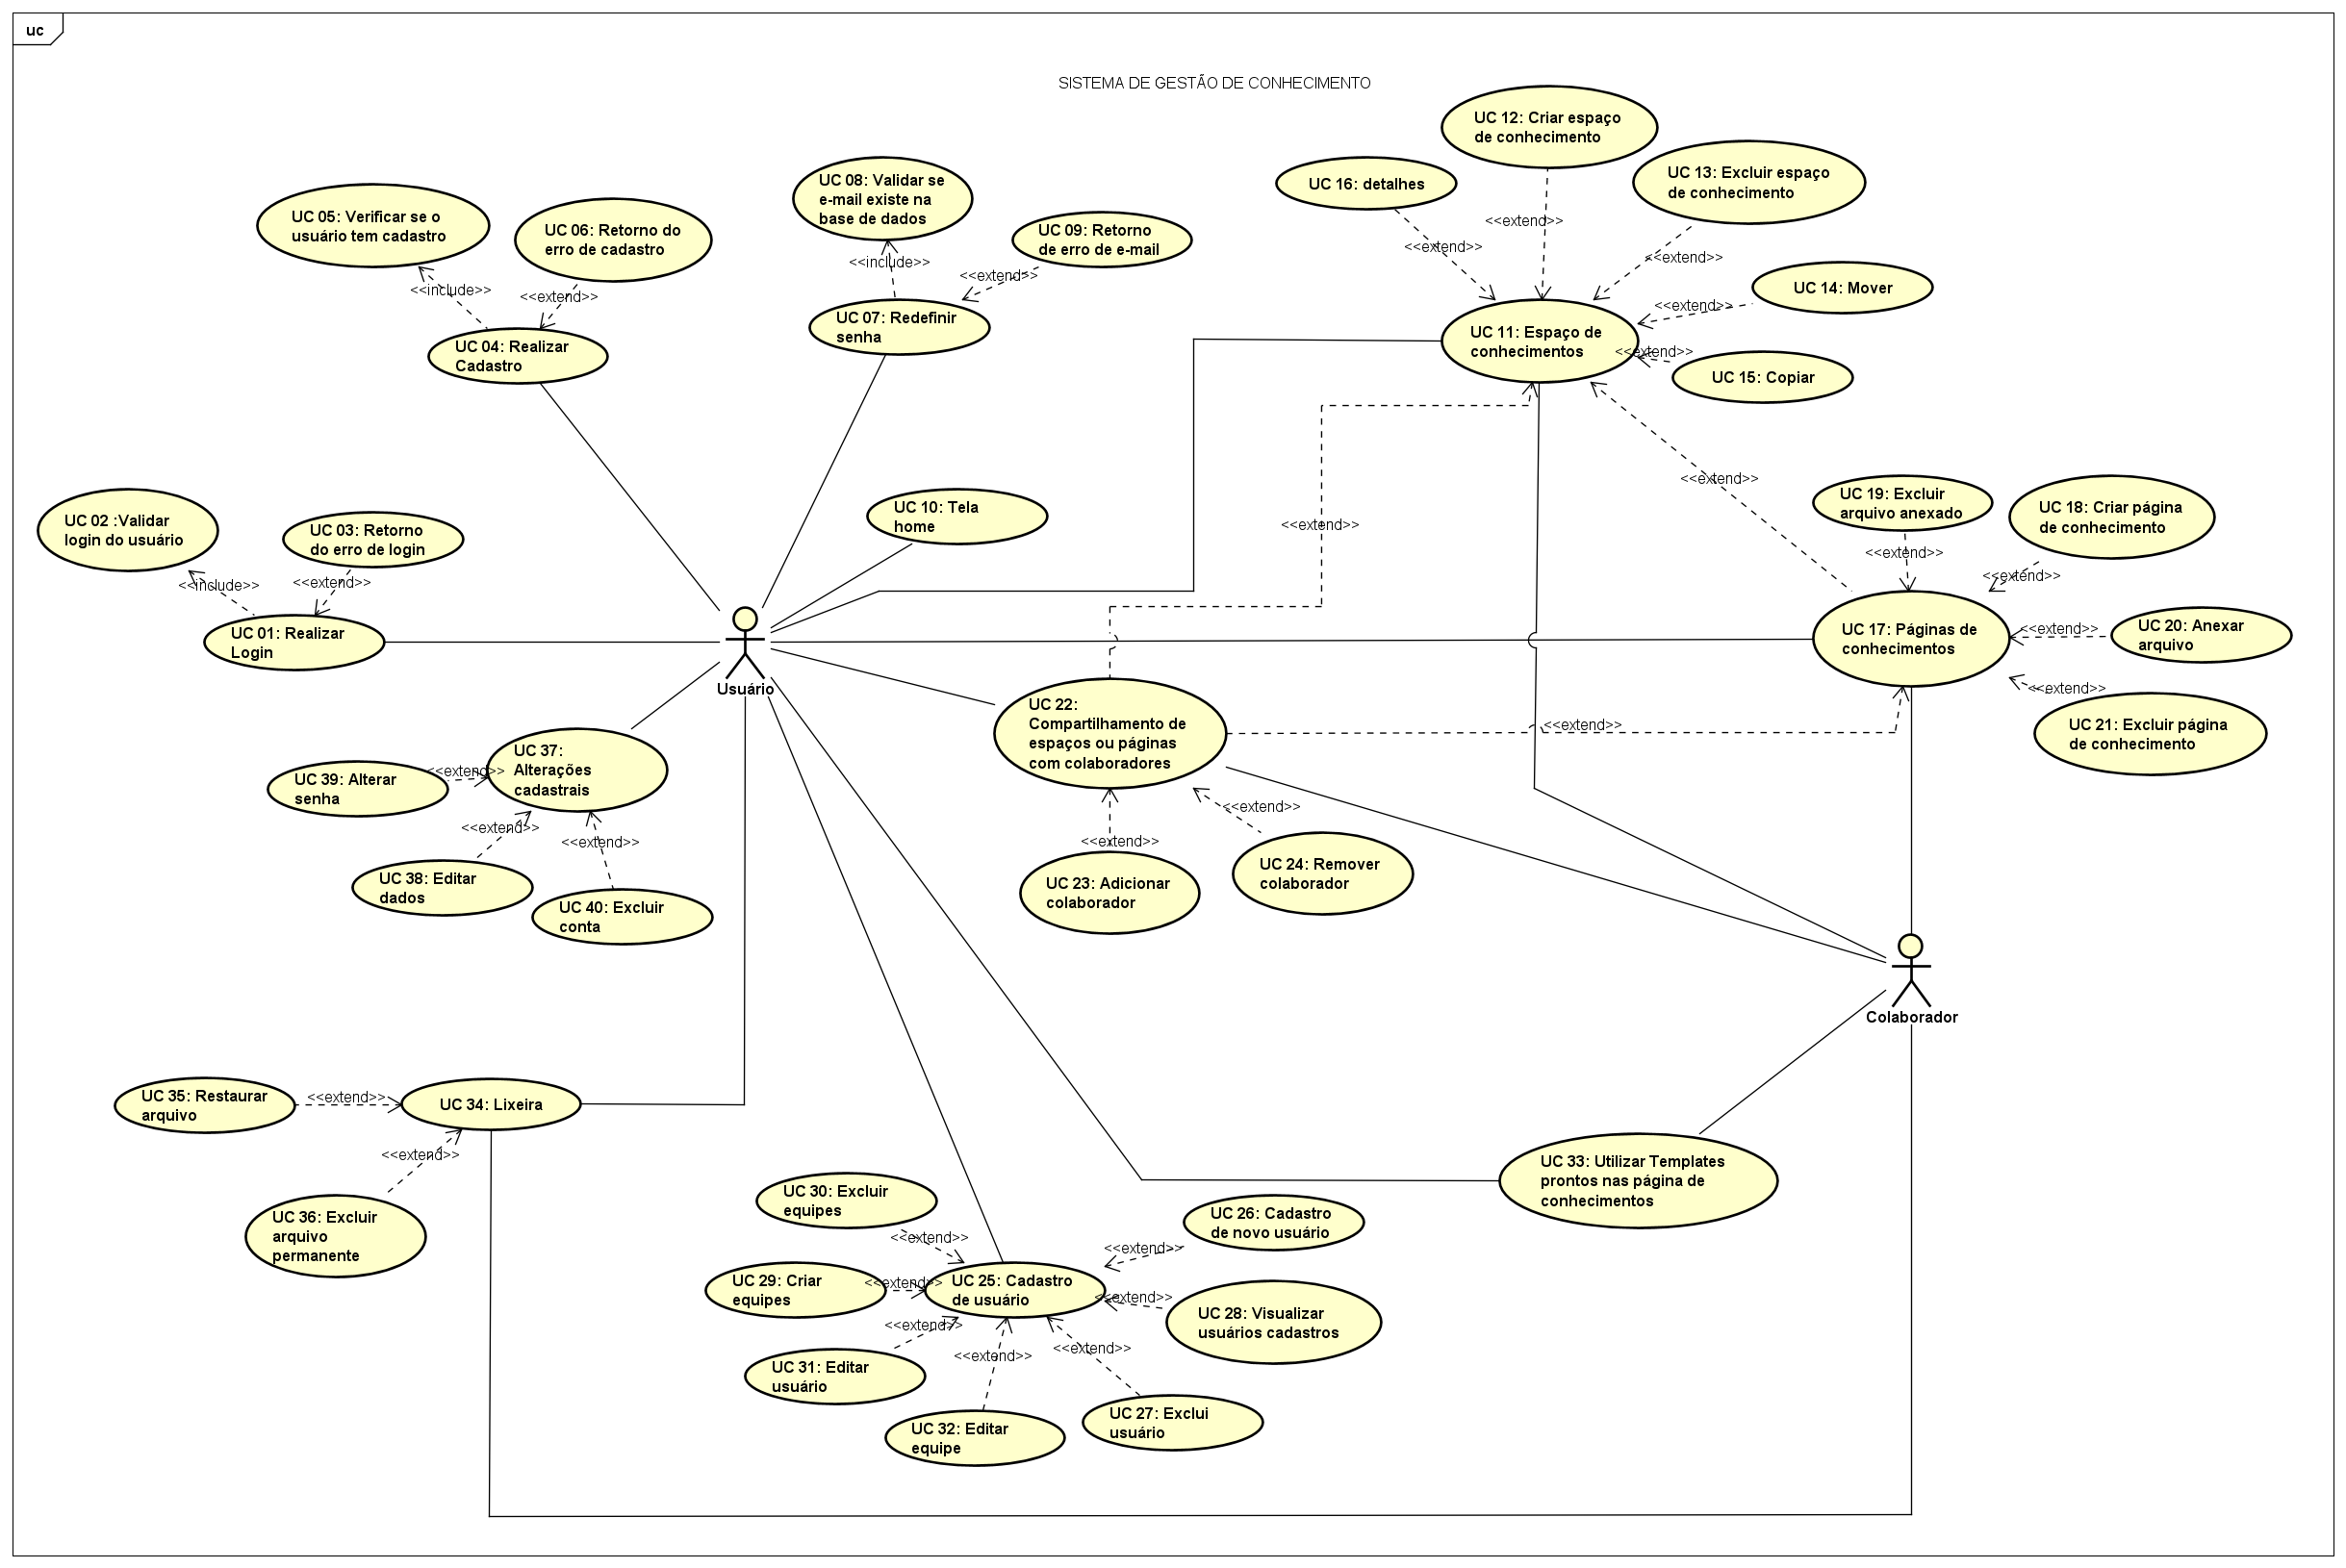 uc
SISTEMA DE GESTÃO DE CONHECIMENTO
UC 12: Criar espaço
de conhecimento
UC 16: detalhes
UC 13: Excluir espaço
de conhecimento
<<extend>>
<<extend>>
<<extend>>
UC 14: Mover
<<extend>>
UC 11: Espaço de
conhecimentos
<<extend>>
UC 15: Copiar
UC 05: Verificar se o
usuário tem cadastro
UC 06: Retorno do
erro de cadastro
<<include>>
<<extend>>
UC 04: Realizar
Cadastro
UC 08: Validar se
e-mail existe na
base de dados
UC 09: Retorno
de erro de e-mail
<<include>>
<<extend>>
UC 07: Redefinir
senha
UC 10: Tela
home
<<extend>>
<<extend>>
UC 19: Excluir
arquivo anexado
UC 18: Criar página
de conhecimento
<<extend>>
<<extend>>
UC 17: Páginas de
conhecimentos
<<extend>>
UC 20: Anexar
arquivo
<<extend>>
UC 21: Excluir página
de conhecimento
UC 02 :Validar
login do usuário
UC 03: Retorno
do erro de login
<<include>>
<<extend>>
UC 01: Realizar
Login
Usuário
UC 22:
Compartilhamento de
espaços ou páginas
com colaboradores
<<extend>>
<<extend>>
<<extend>>
UC 23: Adicionar
colaborador
UC 24: Remover
colaborador
UC 37:
Alterações
cadastrais
<<extend>>
UC 39: Alterar
senha
<<extend>>
<<extend>>
UC 38: Editar
dados
UC 40: Excluir
conta
Colaborador
UC 35: Restaurar
arquivo
<<extend>>
UC 34: Lixeira
<<extend>>
UC 36: Excluir
arquivo
permanente
UC 33: Utilizar Templates
prontos nas página de
conhecimentos
UC 30: Excluir
equipes
<<extend>>
UC 26: Cadastro
de novo usuário
<<extend>>
UC 29: Criar
equipes
<<extend>>
UC 25: Cadastro
de usuário
<<extend>>
UC 28: Visualizar
usuários cadastros
<<extend>>
<<extend>>
<<extend>>
UC 31: Editar
usuário
UC 32: Editar
equipe
UC 27: Exclui
usuário